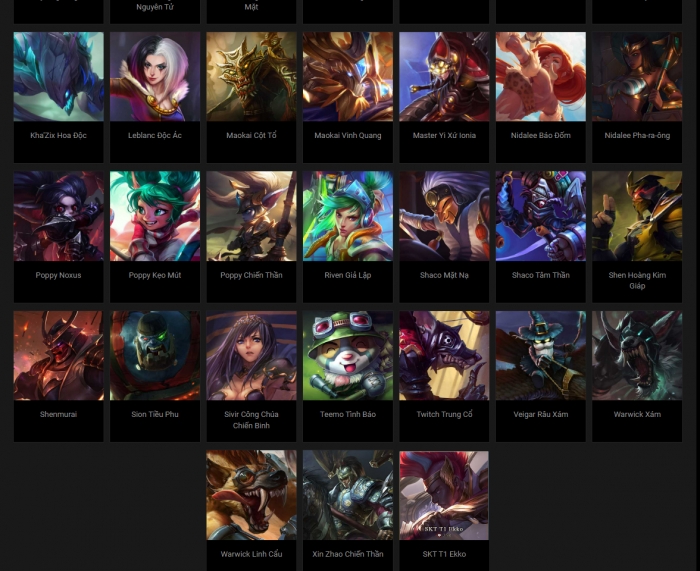 Nguyên Tử
Mật
Kha'Zix Hoa Độc
Leblanc Độc Ác
Maokai Cột Tổ
Maokai Vinh Quang
Master Yi Xứ Ionia
Nidalee Báo Đốm
Nidalee Pha-ra-ông
Poppy Noxus
Poppy Kẹo Mút
Poppy Chiến Thần
Riven Giả Lập
Shaco Mặt Nạ
Shaco Tâm Thần
Shen Hoàng Kim
Giáp
Shenmurai
Sion Tiều Phu
Sivir Công Chúa
Chiến Binh
Teemo Tình Báo
Twitch Trung Cổ
Veigar Râu Xám
Warwick Xám
Warwick Linh Cẩu
Xin Zhao Chiến Thần
SKT T1 Ekko
SKT T1 Ekko